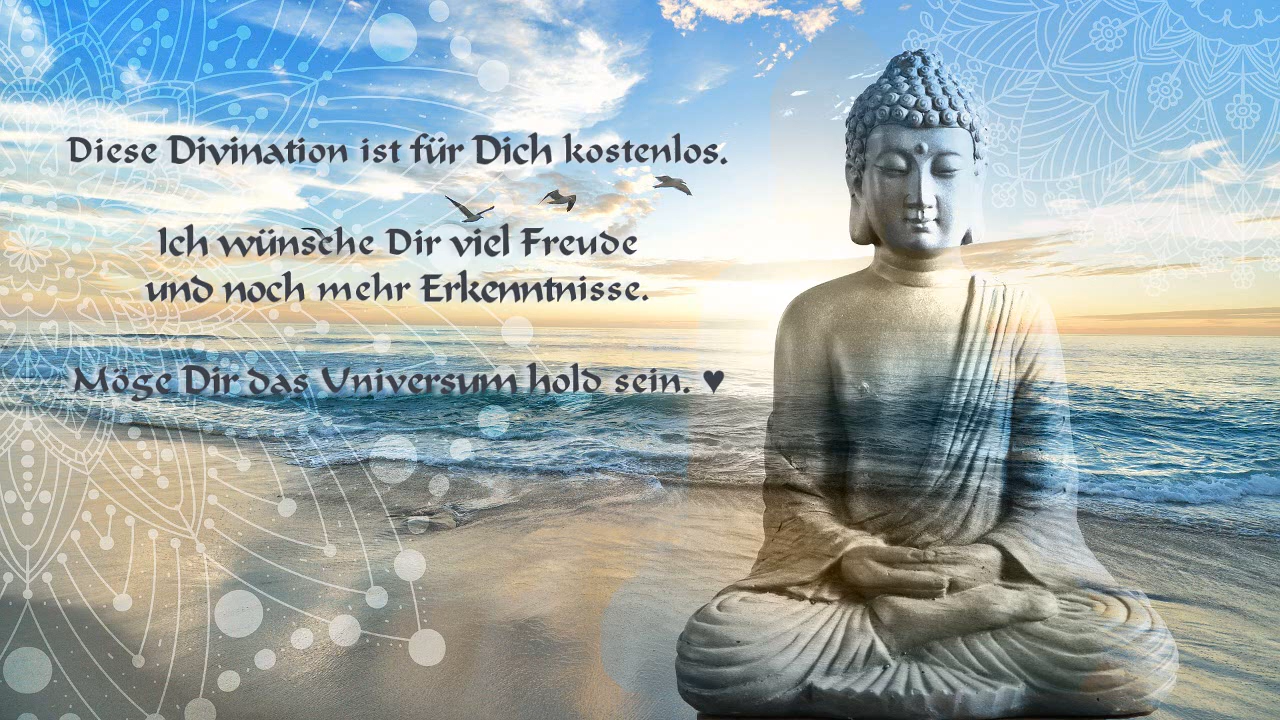 Diese Divination ist für Dich kostenlos.
Ich wünsche Dir viel Freude
und noch mehr Erkenntnisse.
Möge Dir das Universum hold sein. ♥